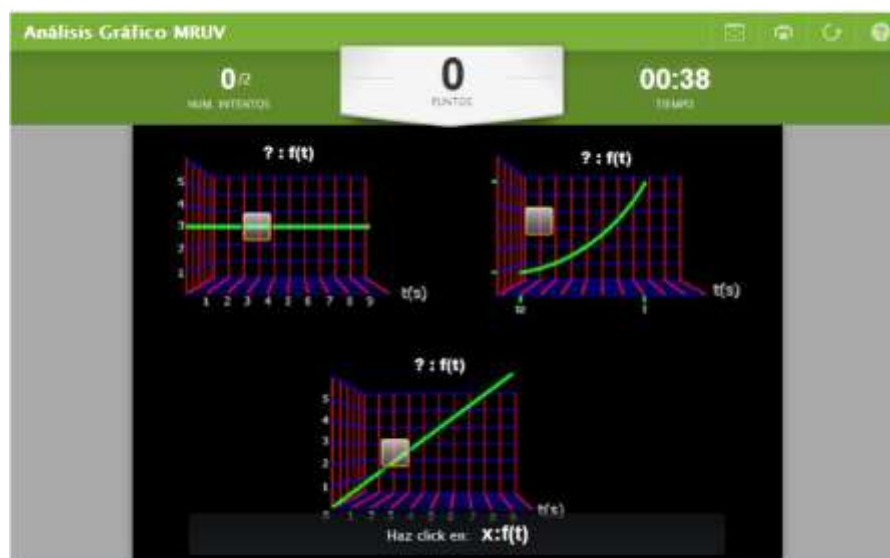 Análisis Gráfico MRUV
0/2
NUM. INTENTOS
0
PUNTOS
00:38
TIEMPO
? : f(t)
5
4
3
2
1
1 2 3 4 5 6 7 8 9
t(s)
? : f(t)
t(s)
? : f(t)
5
4
3
2
1
t(s)
Haz click en: x:f(t)